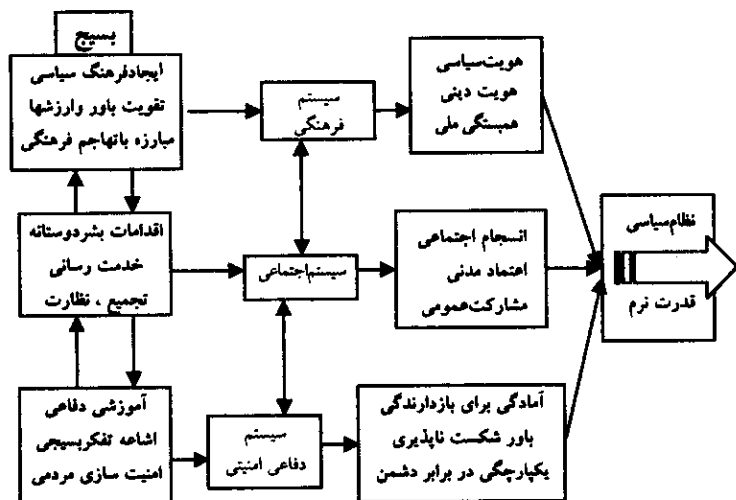 بسیج
ایجادفرهنگ سیاسی
تقویت باور وارزشها
مبارزه باتهاجم فرهنگی
سیستم
فرهنگی
هویت‌سیاسی
هویت دینی
همبستگی ملی
اقدامات بشردوستانه
خدمت رسانی
تجمیع ، نظارت
سیستم‌اجتماعی
انسجام اجتماعی
اعتماد مدنی
مشارکت‌عمومی
نظام‌سیاسی
قدرت نرم
آموزشی دفاعی
اشاعه تفکربسیجی
امنیت سازی مردمی
سیستم
دفاعی امنیتی
آمادگی برای بازدارندگی
باور شکست ناپذیری
یکپارچگی در برابر دشمن